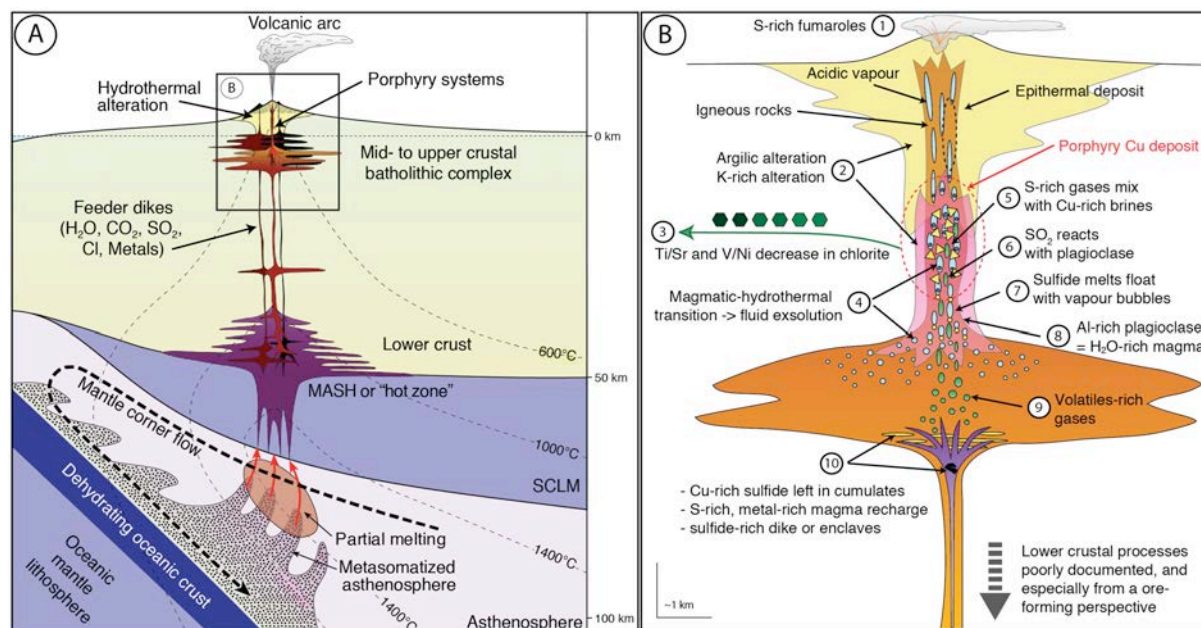 A
Volcanic arc
Hydrothermal
alteration
B
Porphyry systems
0 km
Mid- to upper crustal
batholithic complex
Feeder dikes
(H₂O, CO₂, SO₂,
Cl, Metals)
600°C
Lower crust
MASH or “hot zone”
50 km
Mantle corner flow
1000°C
SCLM
Dehydrating oceanic crust
Partial melting
1400°C
Metasomatized
asthenosphere
Oceanic
mantle
lithosphere
1400°C
Asthenosphere
100 km
B
S-rich fumaroles 1
Acidic vapour
Epithermal deposit
Igneous rocks
Porphyry Cu deposit
Argilic alteration
K-rich alteration
2
5
S-rich gases mix
with Cu-rich brines
3
Ti/Sr and V/Ni decrease in chlorite
6
SO₂ reacts
with plagioclase
4
Magmatic-hydrothermal
transition -> fluid exsolution
7
Sulfide melts float
with vapour bubbles
8
Al-rich plagioclase
= H₂O-rich magma
9
Volatiles-rich
gases
10
- Cu-rich sulfide left in cumulates
- S-rich, metal-rich magma recharge
- sulfide-rich dike or enclaves
~1 km
Lower crustal processes
poorly documented, and
especially from a ore-
forming perspective